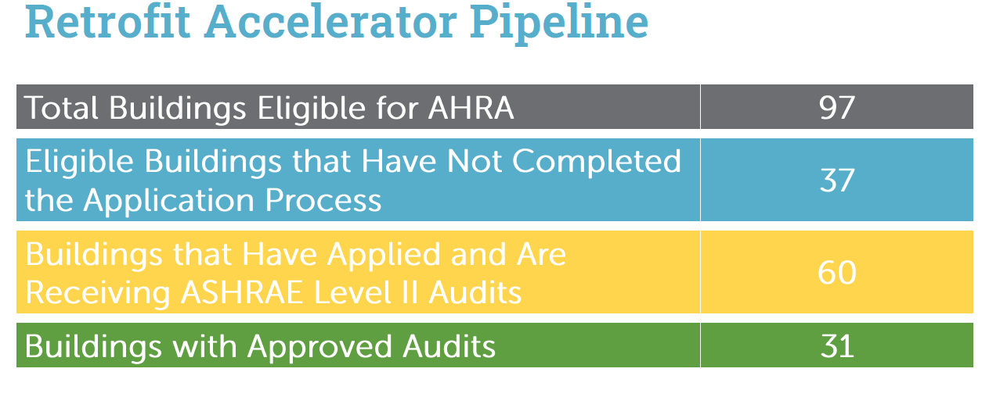 Retrofit Accelerator Pipeline
Total Buildings Eligible for AHRA 97
Eligible Buildings that Have Not Completed
the Application Process
37
Buildings that Have Applied and Are
Receiving ASHRAE Level II Audits
60
Buildings with Approved Audits 31